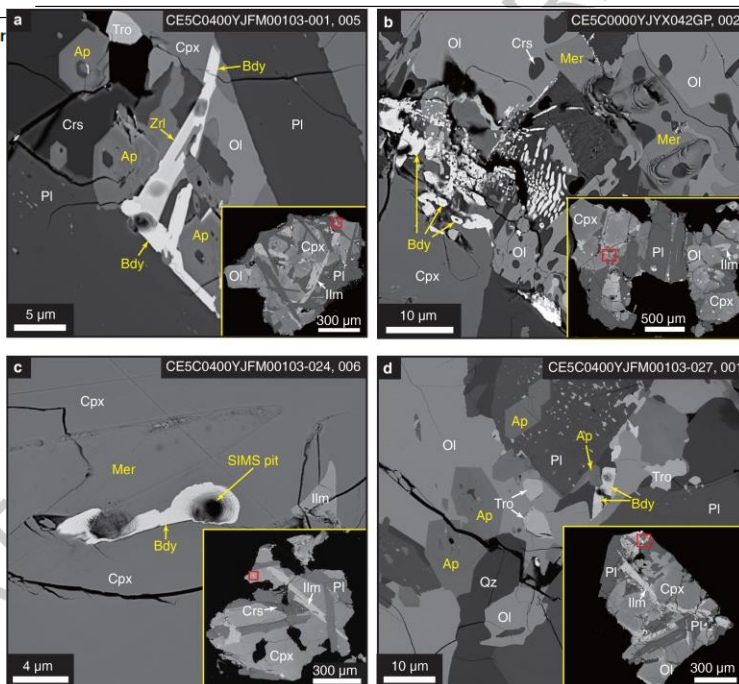 a
CE5C0400YJFM00103-001, 005
Tro
Cpx
Ap
Bdy
Crs
Zrl
Ol
Pl
Ap
Pl
Ap
Bdy
Cpx
Ol
Pl
Ilm
5 µm
300 µm
b
CE5C0000YJYX042GP, 002
Ol
Crs
Mer
Ol
Mer
Bdy
Cpx
Ol
Cpx
Pl
Ol
Ilm
Cpx
10 µm
500 µm
c
CE5C0400YJFM00103-024, 006
Cpx
Mer
SIMS pit
Ilm
Bdy
Cpx
Ilm
Pl
Crs
Cpx
4 µm
300 µm
d
CE5C0400YJFM00103-027, 001
Ol
Ap
Ap
Pl
Tro
Tro
Bdy
Ap
Pl
Ap
Qz
Ol
Pl
Cpx
Ilm
Pl
Ol
10 µm
300 µm